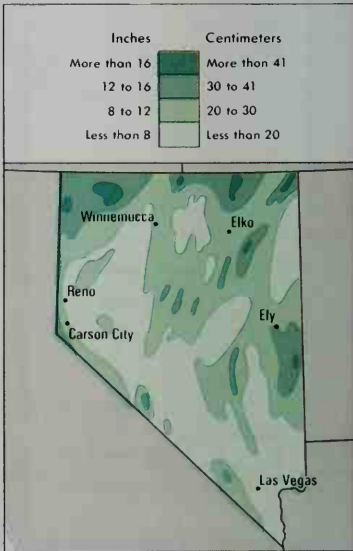 Inches Centimeters
More than 16 More than 41
12 to 16 30 to 41
8 to 12 20 to 30
Less than 8 Less than 20
Winnemucca
Elko
Reno
Ely
Carson City
Las Vegas